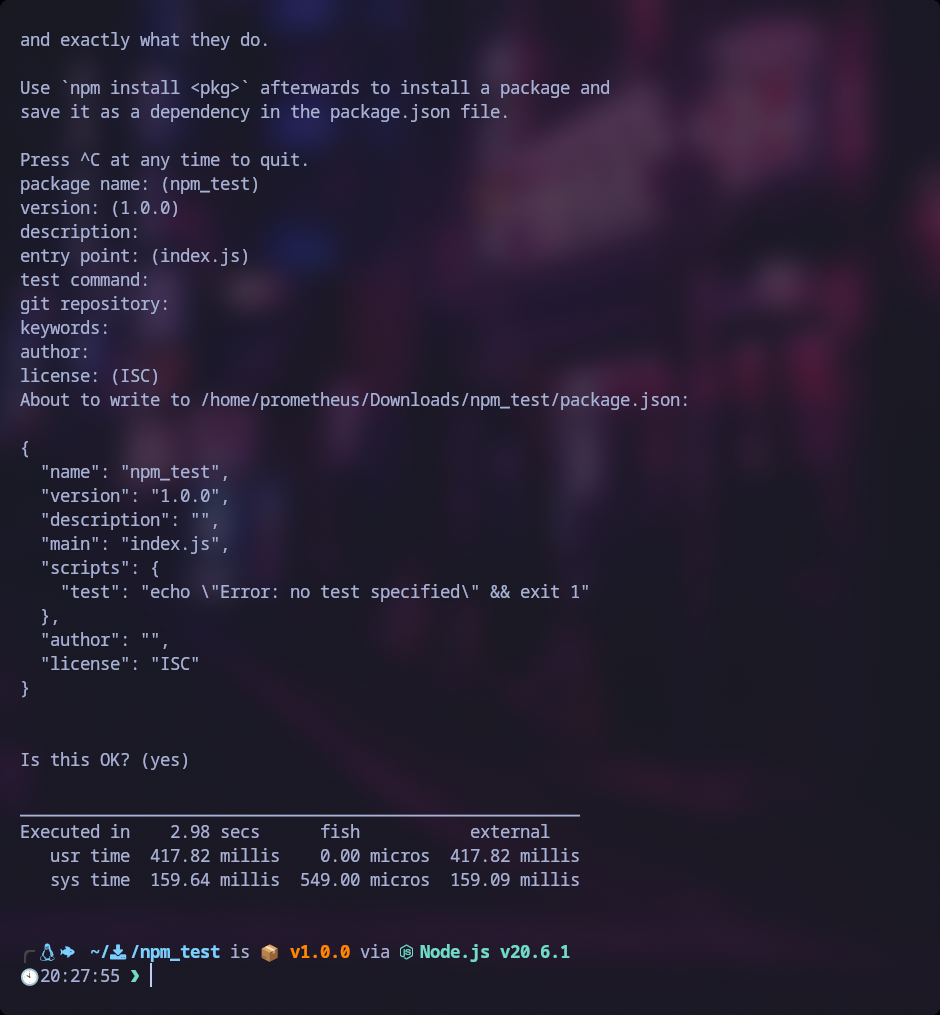 and exactly what they do.
Use `npm install <pkg>` afterwards to install a package and
save it as a dependency in the package.json file.
Press ^C at any time to quit.
package name: (npm_test)
version: (1.0.0)
description:
entry point: (index.js)
test command:
git repository:
keywords:
author:
license: (ISC)
About to write to /home/prometheus/Downloads/npm_test/package.json:
{
  "name": "npm_test",
  "version": "1.0.0",
  "description": "",
  "main": "index.js",
  "scripts": {
    "test": "echo \"Error: no test specified\" && exit 1"
  },
  "author": "",
  "license": "ISC"
}
Is this OK? (yes)
Executed in    2.98 secs      fish           external
   usr time  417.82 millis    0.00 micros  417.82 millis
   sys time  159.64 millis  549.00 micros  159.09 millis
~/ /npm_test is 📦 v1.0.0 via Node.js v20.6.1
20:27:55 ❯